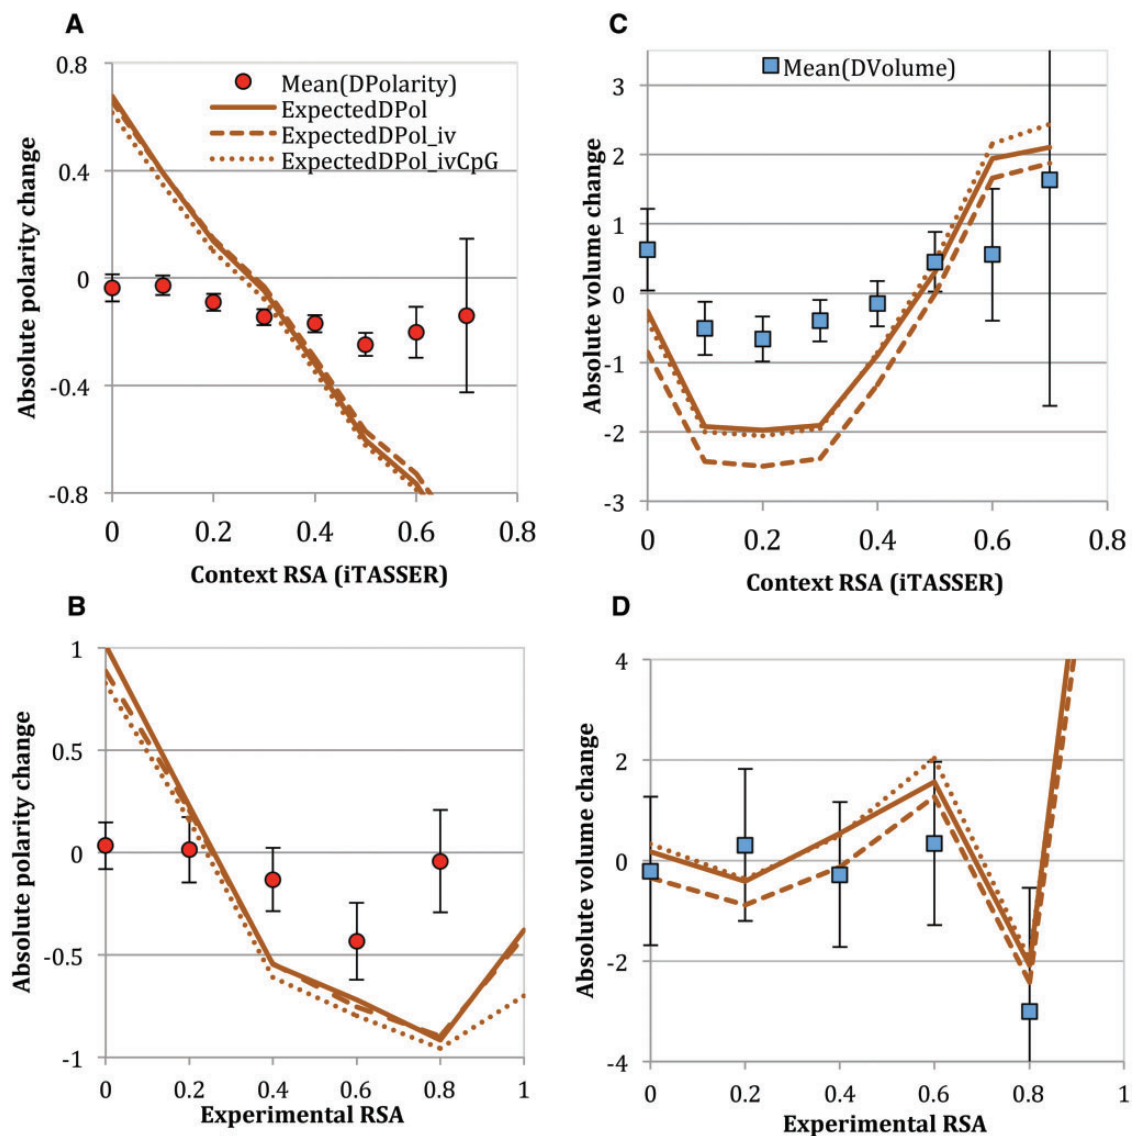 A
0.8
Mean(DPolarity)
ExpectedDPol
ExpectedDPol_iv
ExpectedDPol_ivCpG
0.4
0
-0.4
-0.8
Absolute polarity change
0 0.2 0.4 0.6 0.8
Context RSA (iTASSER)
C
Mean(DVolume)
3
2
1
0
-1
-2
-3
Absolute volume change
0 0.2 0.4 0.6 0.8
Context RSA (iTASSER)
B
1
0.5
0
-0.5
-1
Absolute polarity change
0 0.2 0.4 0.6 0.8 1
Experimental RSA
D
4
2
0
-2
-4
Absolute volume change
0 0.2 0.4 0.6 0.8 1
Experimental RSA